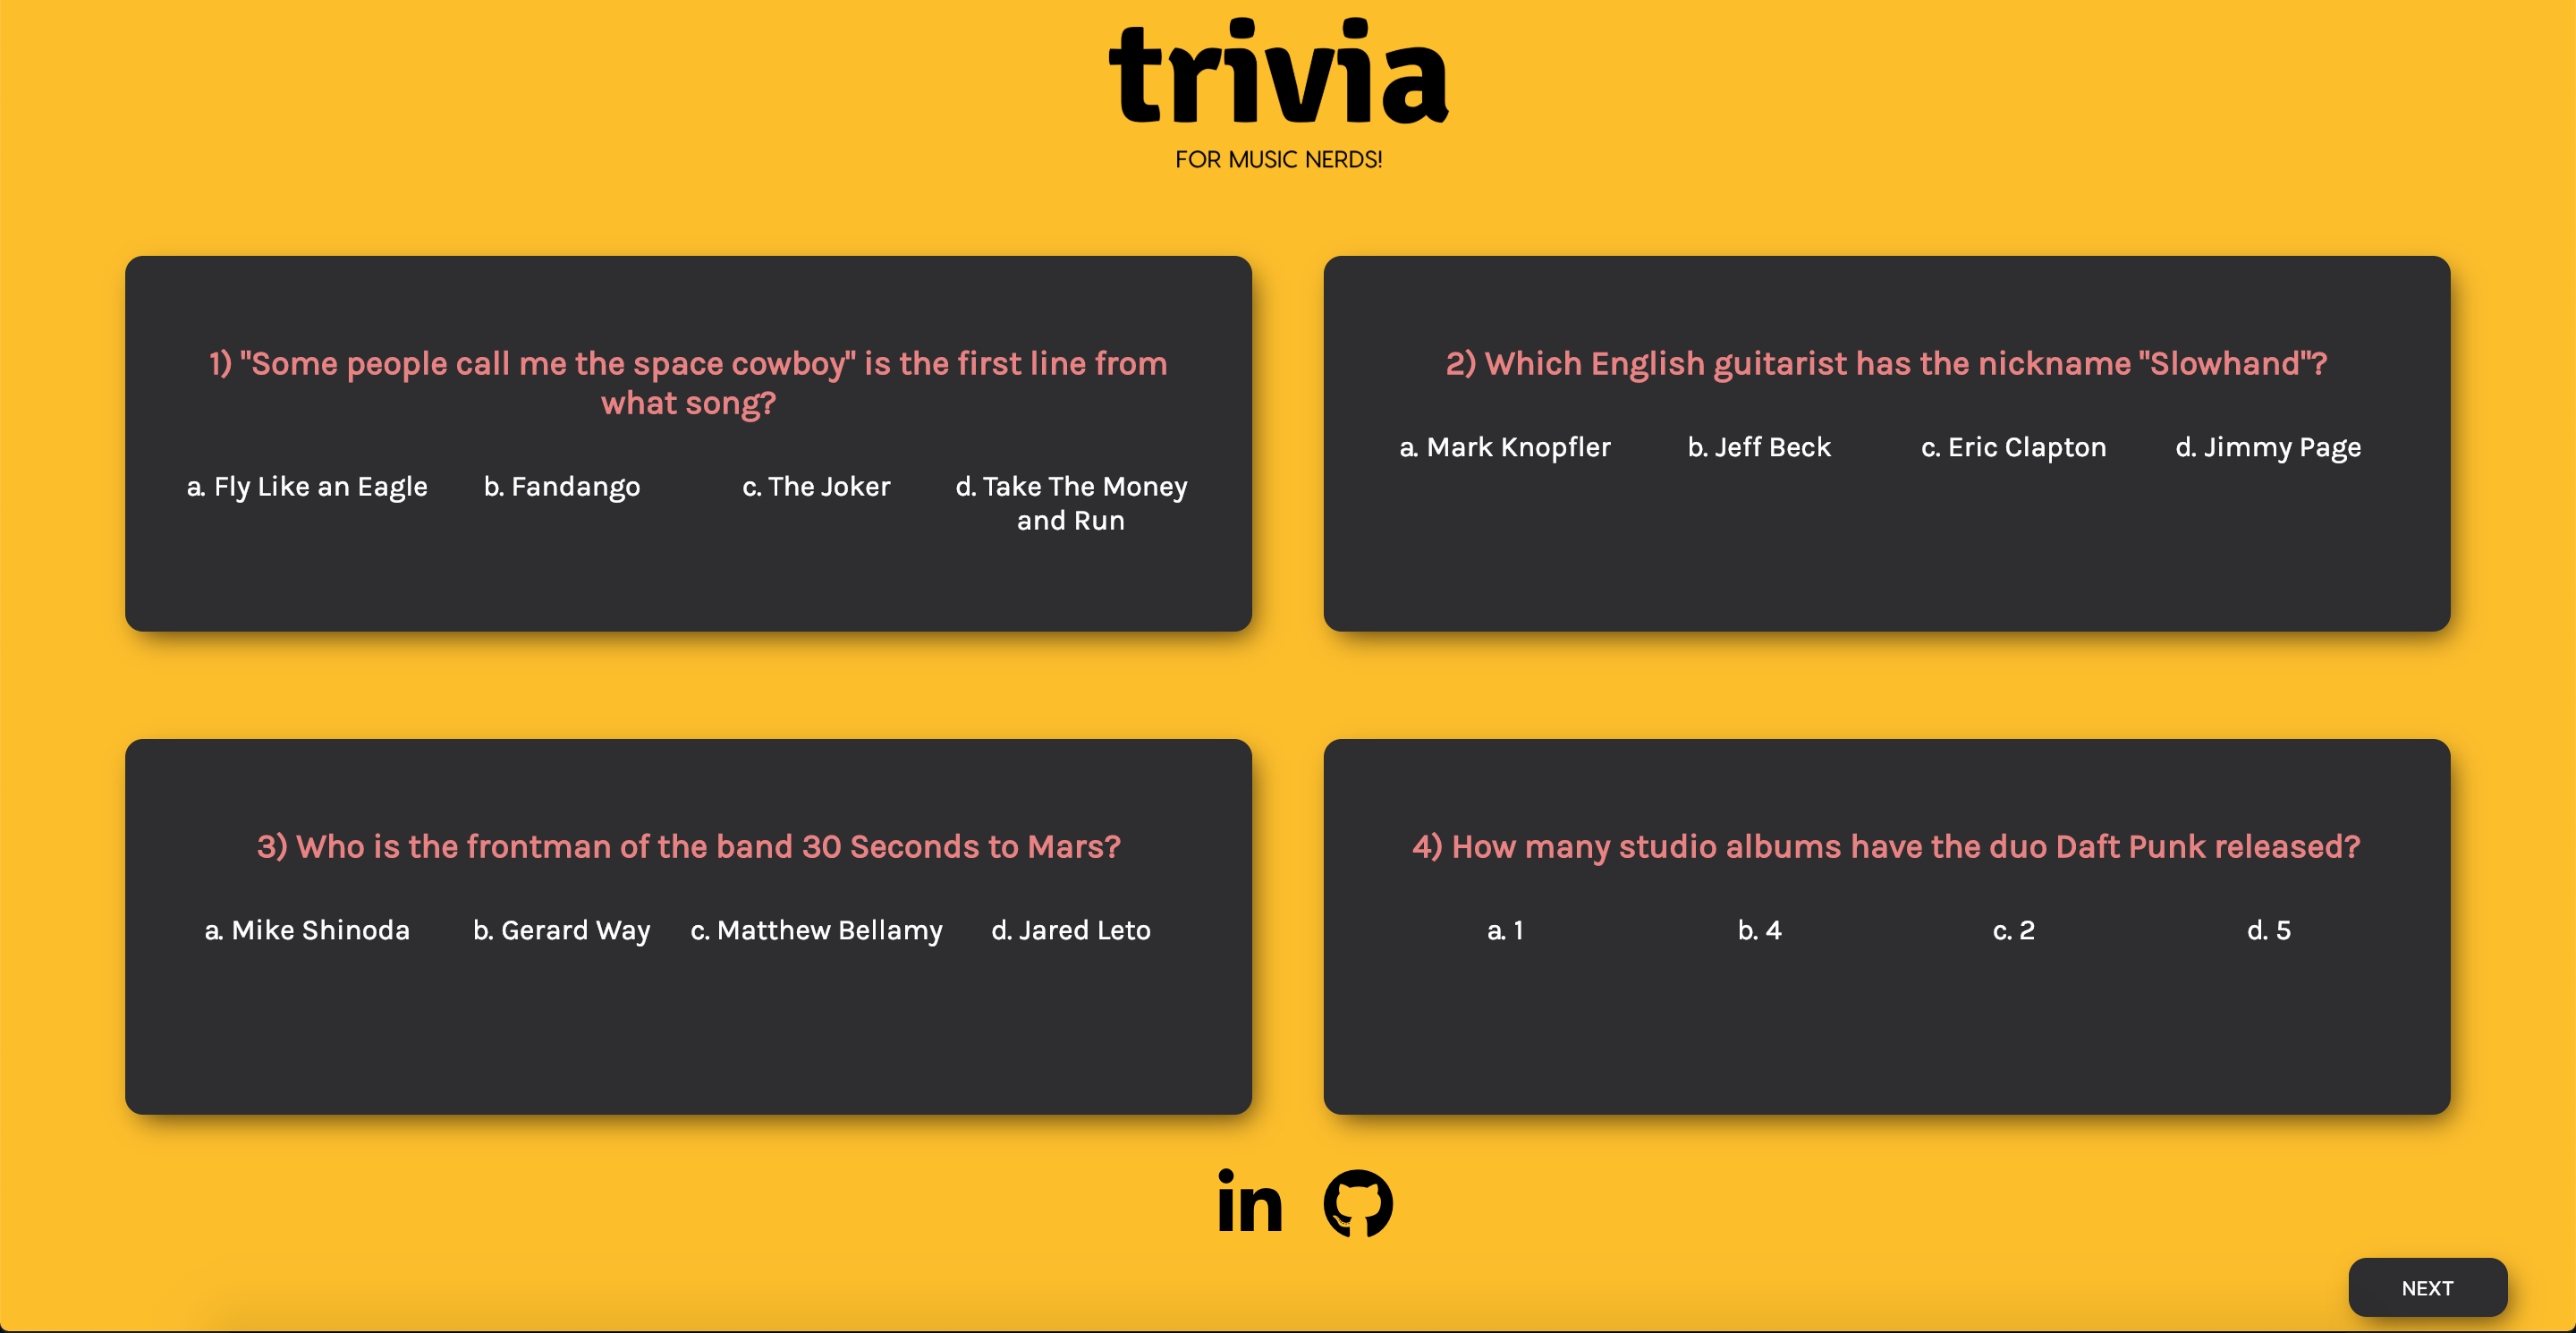 trivia
FOR MUSIC NERDS!
1) "Some people call me the space cowboy" is the first line from
what song?
a. Fly Like an Eagle b. Fandango c. The Joker d. Take The Money
and Run
2) Which English guitarist has the nickname "Slowhand"?
a. Mark Knopfler b. Jeff Beck c. Eric Clapton d. Jimmy Page
3) Who is the frontman of the band 30 Seconds to Mars?
a. Mike Shinoda b. Gerard Way c. Matthew Bellamy d. Jared Leto
4) How many studio albums have the duo Daft Punk released?
a. 1 b. 4 c. 2 d. 5
in
NEXT